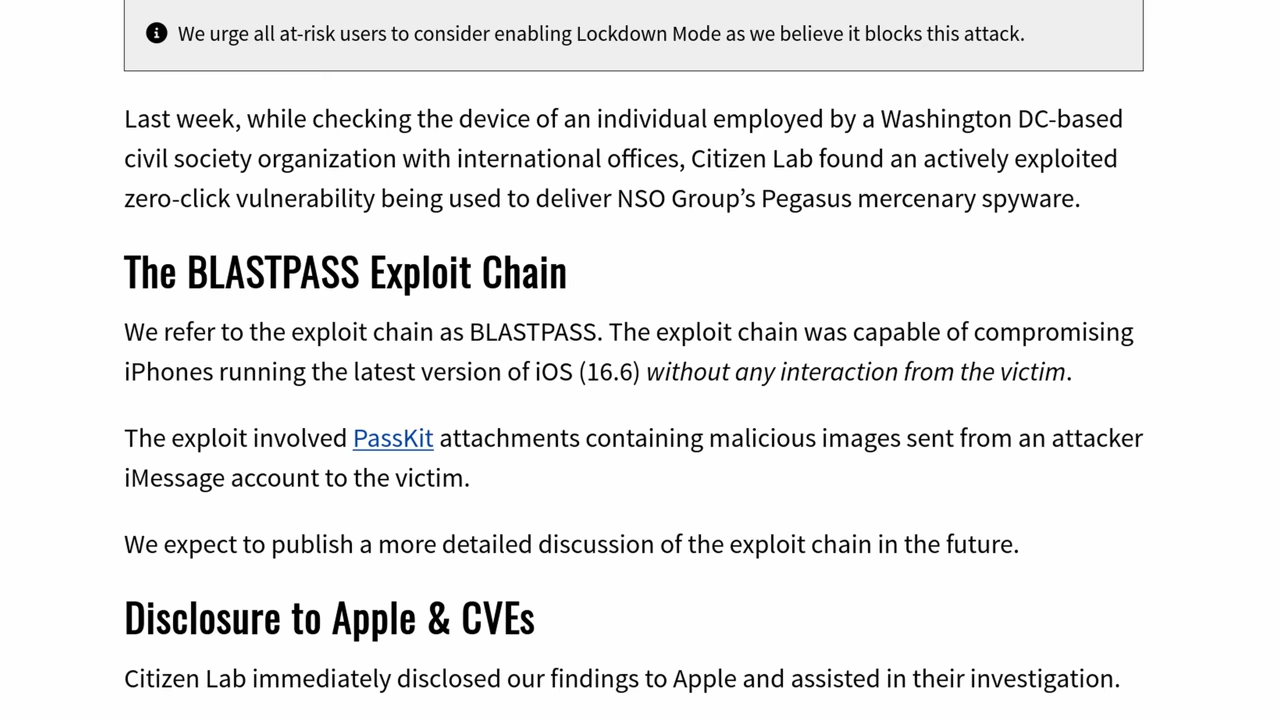 We urge all at-risk users to consider enabling Lockdown Mode as we believe it blocks this attack.
Last week, while checking the device of an individual employed by a Washington DC-based
civil society organization with international offices, Citizen Lab found an actively exploited
zero-click vulnerability being used to deliver NSO Group’s Pegasus mercenary spyware.
The BLASTPASS Exploit Chain
We refer to the exploit chain as BLASTPASS. The exploit chain was capable of compromising
iPhones running the latest version of iOS (16.6) without any interaction from the victim.
The exploit involved PassKit attachments containing malicious images sent from an attacker
iMessage account to the victim.
We expect to publish a more detailed discussion of the exploit chain in the future.
Disclosure to Apple & CVEs
Citizen Lab immediately disclosed our findings to Apple and assisted in their investigation.